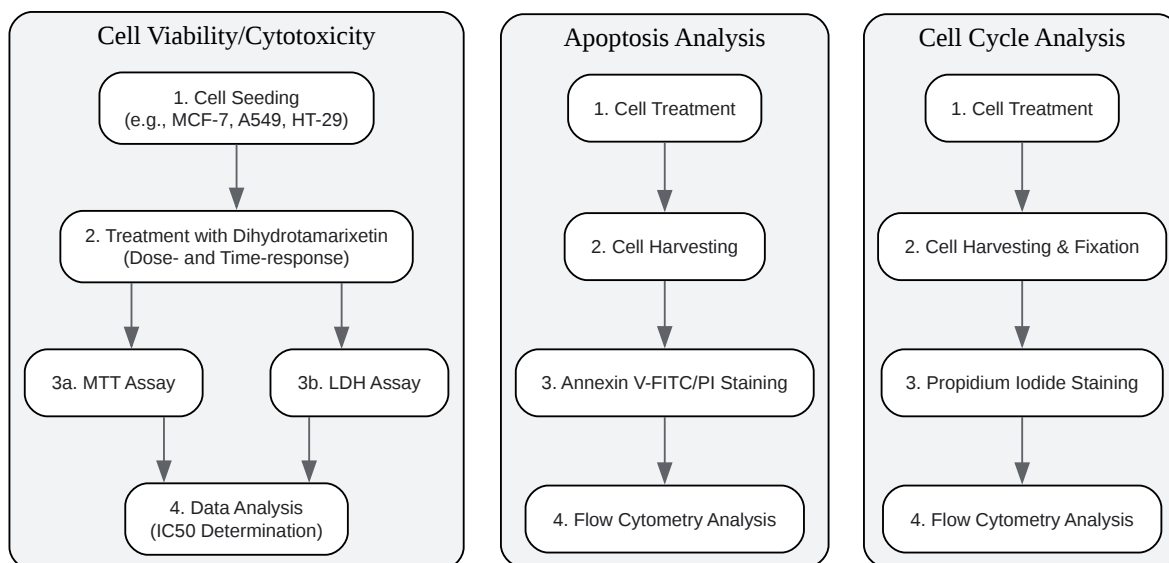 Cell Viability/Cytotoxicity
1. Cell Seeding
(e.g., MCF-7, A549, HT-29)
2. Treatment with Dihydrotamarixetin
(Dose- and Time-response)
3a. MTT Assay
3b. LDH Assay
4. Data Analysis
(IC50 Determination)
Apoptosis Analysis
1. Cell Treatment
2. Cell Harvesting
3. Annexin V-FITC/PI Staining
4. Flow Cytometry Analysis
Cell Cycle Analysis
1. Cell Treatment
2. Cell Harvesting & Fixation
3. Propidium Iodide Staining
4. Flow Cytometry Analysis